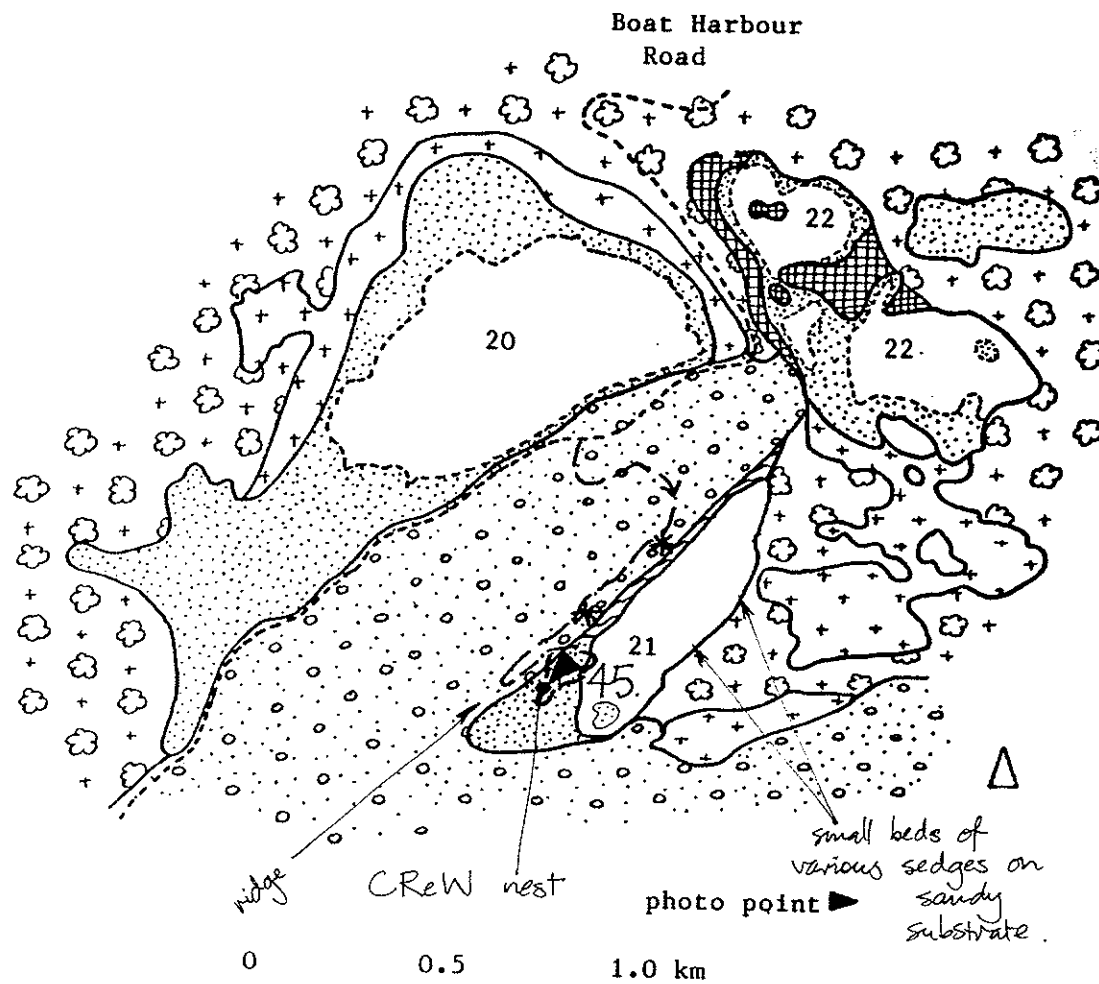 Boat Harbour
Road
22
20
22
21
45
ridge
CReW nest
small beds of
various sedges on
sandy
substrate.
photo point
0 0.5 1.0 km